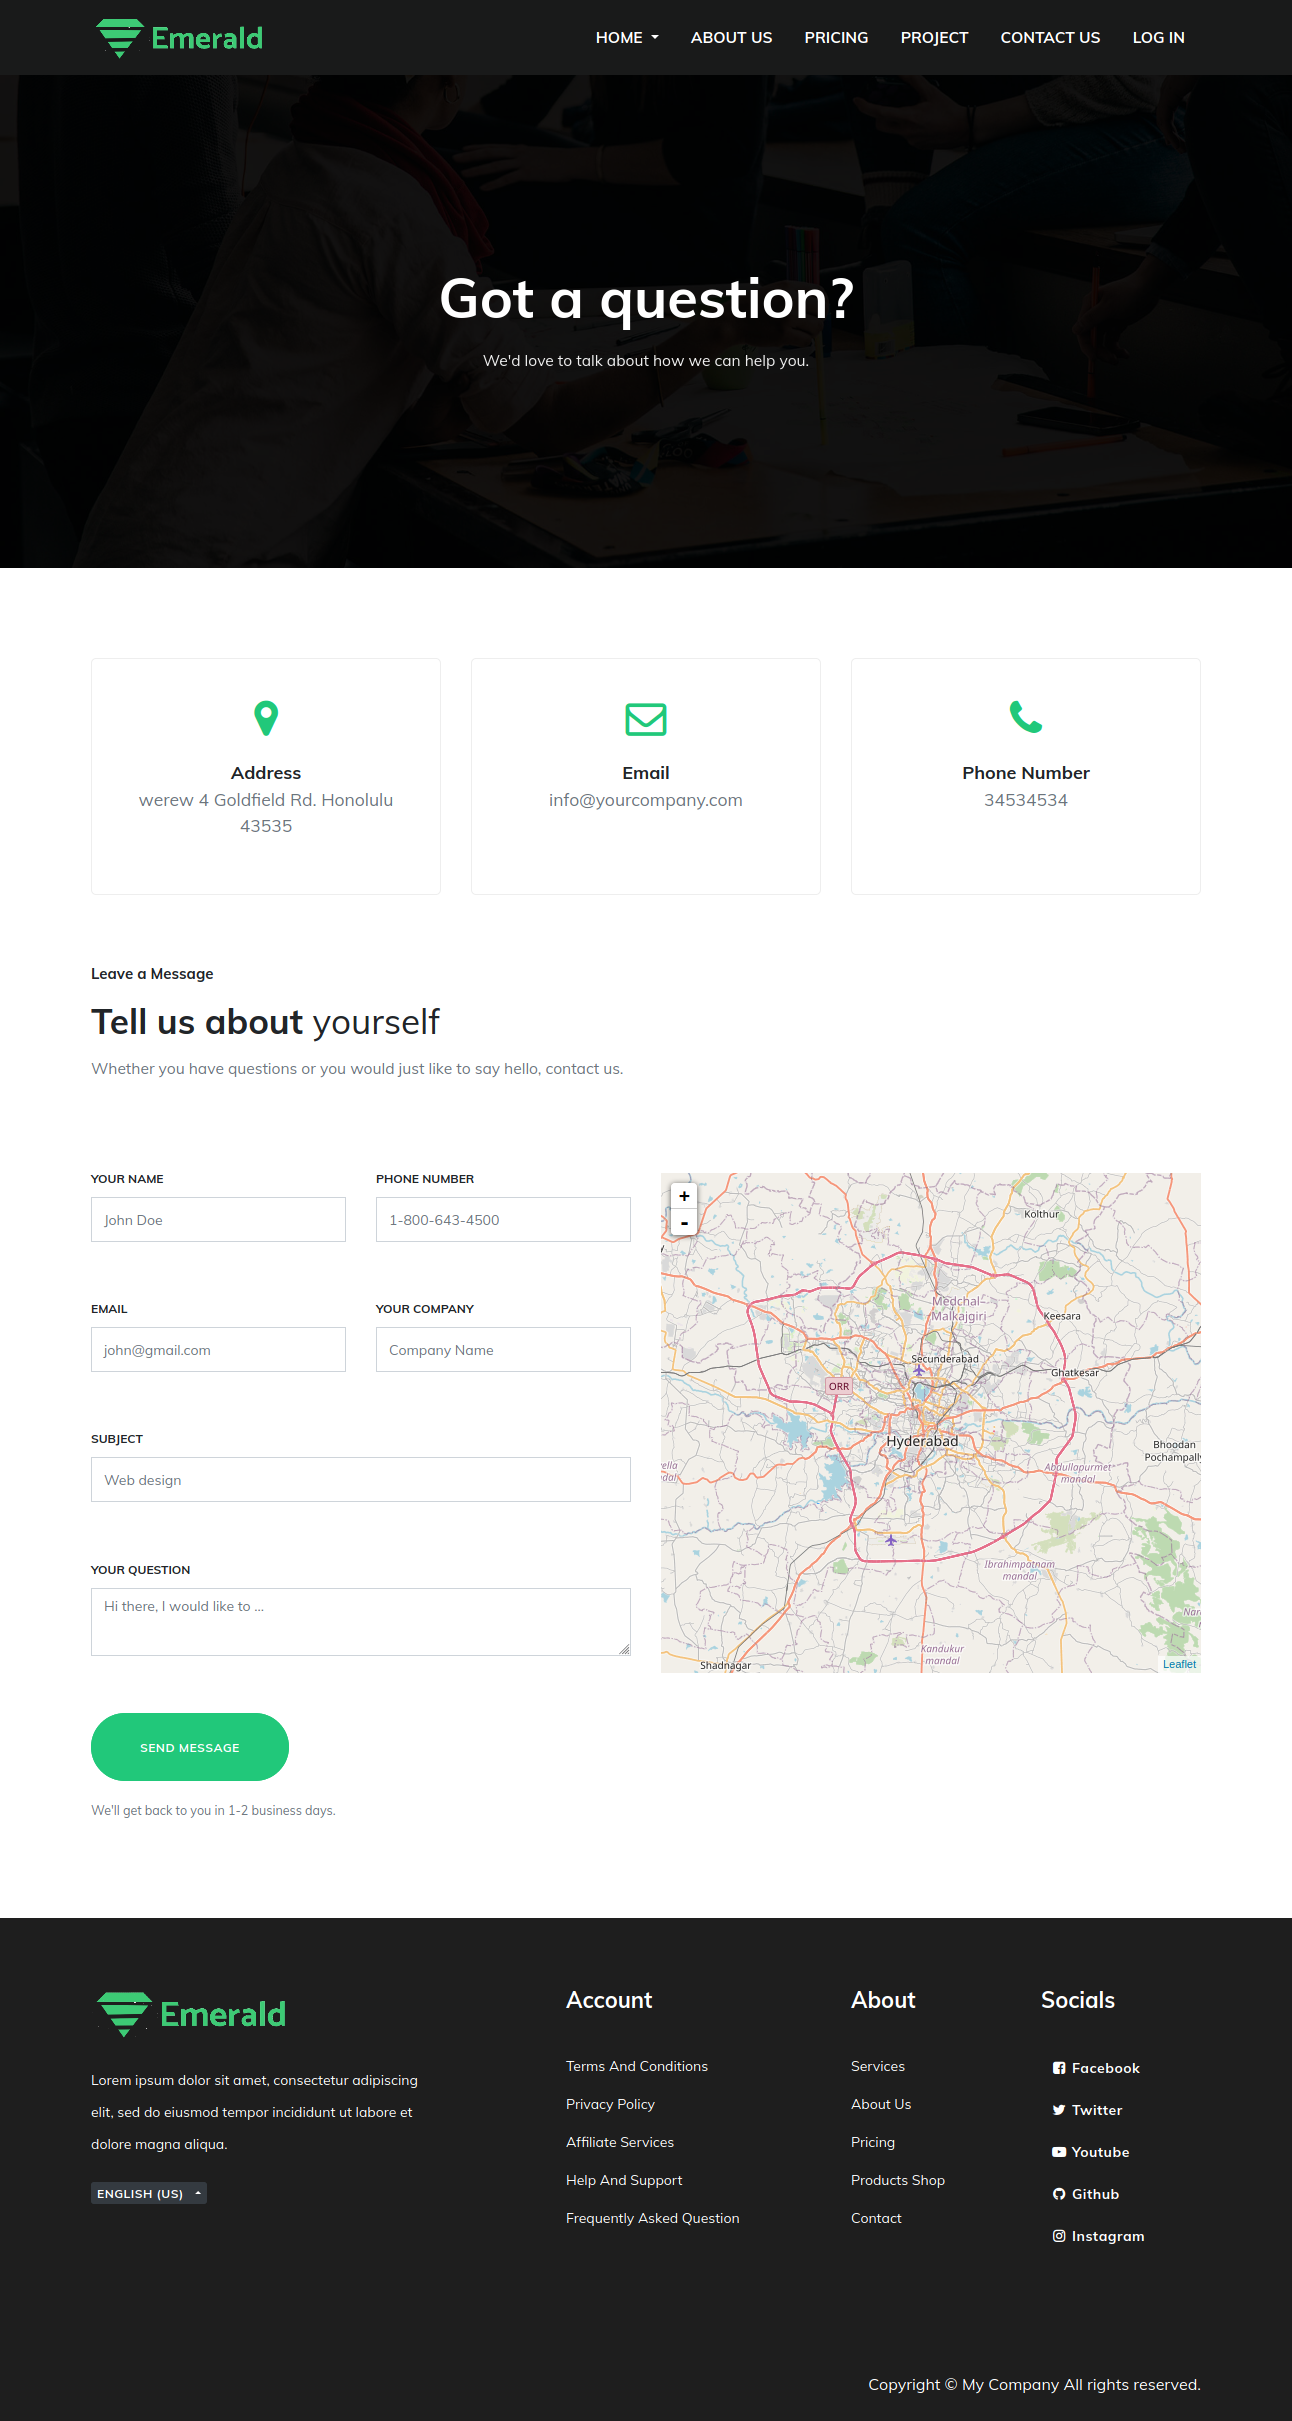 Emerald
HOME ABOUT US PRICING PROJECT CONTACT US LOG IN
Got a question?
We'd love to talk about how we can help you.
Address
werew 4 Goldfield Rd. Honolulu
43535
Email
info@yourcompany.com
Phone Number
34534534
Leave a Message
Tell us about yourself
Whether you have questions or you would just like to say hello, contact us.
YOUR NAME
John Doe
PHONE NUMBER
1-800-643-4500
EMAIL
john@gmail.com
YOUR COMPANY
Company Name
SUBJECT
Web design
YOUR QUESTION
Hi there, I would like to ...
SEND MESSAGE
We'll get back to you in 1-2 business days.
+
-
Kolthur
Medchal–
Malkajgiri
Keesara
Secunderabad
Ghatkesar
ORR
Hyderabad
Bhoodan
Pochampally
Abdullapurmet
mandal
Ibrahimpatnam
mandal
Kandukur
mandal
Shadnagar
Leaflet
Emerald
Lorem ipsum dolor sit amet, consectetur adipiscing
elit, sed do eiusmod tempor incididunt ut labore et
dolore magna aliqua.
ENGLISH (US)
Account
Terms And Conditions
Privacy Policy
Affiliate Services
Help And Support
Frequently Asked Question
About
Services
About Us
Pricing
Products Shop
Contact
Socials
Facebook
Twitter
Youtube
Github
Instagram
Copyright © My Company All rights reserved.